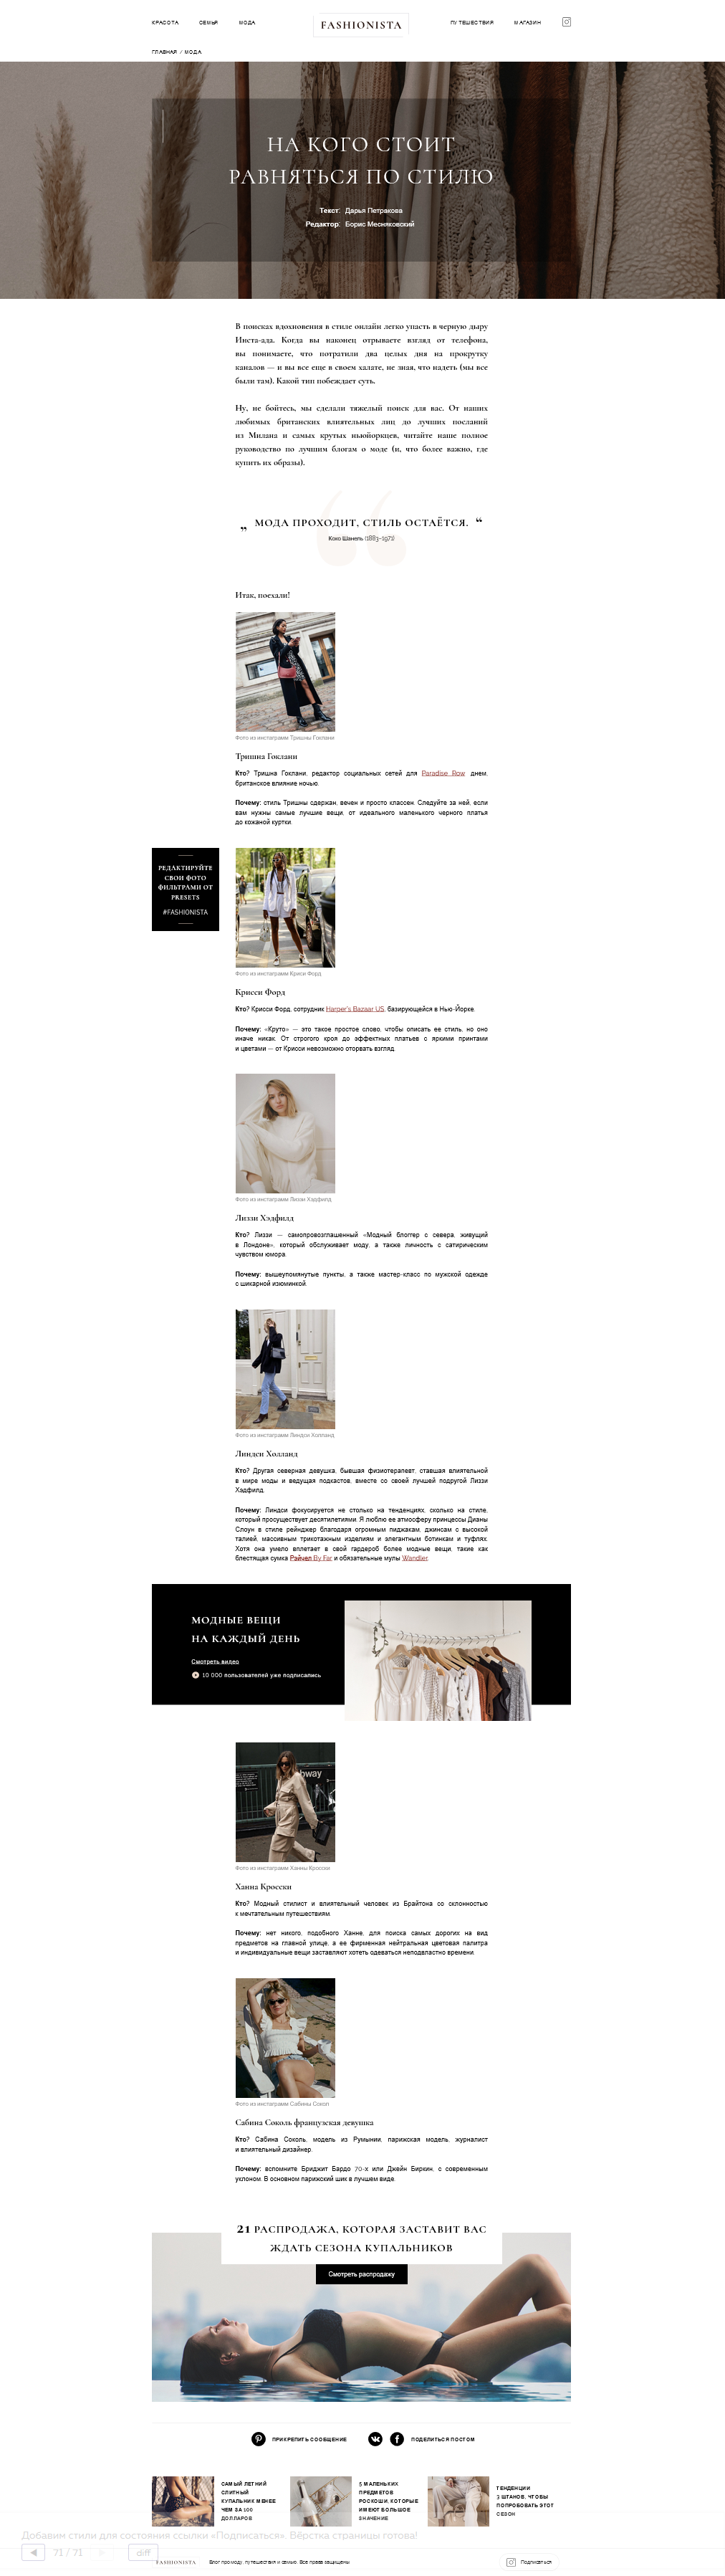 КРАСОТА СЕМЬЯ МОДА FASHIONISTA ПУТЕШЕСТВИЯ МАГАЗИН
ГЛАВНАЯ / МОДА
НА КОГО СТОИТ
РАВНЯТЬСЯ ПО СТИЛЮ
Текст: Дарья Петракова
Редактор: Борис Месняковский
В поисках вдохновения в стиле онлайн легко упасть в черную дыру
Инста-ада. Когда вы наконец отрываете взгляд от телефона,
вы понимаете, что потратили два целых дня на прокрутку
каналов — и вы все еще в своем халате, не зная, что надеть (мы все
были там). Какой тип побеждает суть.
Ну, не бойтесь, мы сделали тяжелый поиск для вас. От наших
любимых британских влиятельных лиц до лучших посланий
из Милана и самых крутых ньюйоркцев, читайте наше полное
руководство по лучшим блогам о моде (и, что более важно, где
купить их образы).
„ МОДА ПРОХОДИТ, СТИЛЬ ОСТАЁТСЯ. “
Коко Шанель (1883-1971)
Итак, поехали!
Фото из инстаграмм Тришны Гоклани
Тришна Гоклани
Кто? Тришна Гоклани, редактор социальных сетей для Paradise Row днем,
британское влияние ночью.
Почему: стиль Тришны сдержан, вечен и просто классен. Следуйте за ней, если
вам нужны самые лучшие вещи, от идеального маленького черного платья
до кожаной куртки.
РЕДАКТИРУЙТЕ
СВОИ ФОТО
ФИЛЬТРАМИ ОТ
PRESETS
#FASHIONISTA
Фото из инстаграмм Криси Форд
Крисси Форд
Кто? Крисси Форд, сотрудник Harper's Bazaar US, базирующейся в Нью-Йорке.
Почему: «Круто» — это такое простое слово, чтобы описать ее стиль, но оно
иначе никак. От строгого кроя до эффектных платьев с яркими принтами
и цветами — от Крисси невозможно оторвать взгляд.
Фото из инстаграмм Лиззи Хэдфилд
Лиззи Хэдфилд
Кто? Лиззи — самопровозглашенный «Модный блоггер с севера, живущий
в Лондоне», который обслуживает моду, а также личность с сатирическим
чувством юмора.
Почему: вышеупомянутые пункты, а также мастер-класс по мужской одежде
с шикарной изюминкой.
Фото из инстаграмм Линдси Холланд
Линдси Холланд
Кто? Другая северная девушка, бывшая физиотерапевт, ставшая влиятельной
в мире моды и ведущая подкастов, вместе со своей лучшей подругой Лиззи
Хэдфилд.
Почему: Линдси фокусируется не столько на тенденциях, сколько на стиле,
который просуществует десятилетиями. Я люблю ее атмосферу принцессы Дианы
Слоун в стиле рейнджер благодаря огромным пиджакам, джинсам с высокой
талией, массивным трикотажным изделиям и элегантным ботинкам и туфлях.
Хотя она умело вплетает в свой гардероб более модные вещи, такие как
блестящая сумка Рэйчел By Far и обязательные мулы Wandler.
МОДНЫЕ ВЕЩИ
НА КАЖДЫЙ ДЕНЬ
Смотреть видео
10 000 пользователей уже подписались
bway
Фото из инстаграмм Ханны Кросски
Ханна Кросски
Кто? Модный стилист и влиятельный человек из Брайтона со склонностью
к мечтательным путешествиям.
Почему: нет никого, подобного Ханне, для поиска самых дорогих на вид
предметов на главной улице, а ее фирменная нейтральная цветовая палитра
и индивидуальные вещи заставляют хотеть одеваться неподвластно времени.
Фото из инстаграмм Сабины Сокол
Сабина Соколь французская девушка
Кто? Сабина Соколь, модель из Румынии, парижская модель, журналист
и влиятельный дизайнер.
Почему: вспомните Бриджит Бардо 70-х или Джейн Биркин, с современным
уклоном. В основном парижский шик в лучшем виде.
21 РАСПРОДАЖА, КОТОРАЯ ЗАСТАВИТ ВАС
ЖДАТЬ СЕЗОНА КУПАЛЬНИКОВ
Смотреть распродажу
ПРИКРЕПИТЬ СООБЩЕНИЕ ПОДЕЛИТЬСЯ ПОСТОМ
САМЫЙ ЛЕТНИЙ
СЛИТНЫЙ
КУПАЛЬНИК МЕНЕЕ
ЧЕМ ЗА 100
ДОЛЛАРОВ
5 МАЛЕНЬКИХ
ПРЕДМЕТОВ
РОСКОШИ, КОТОРЫЕ
ИМЕЮТ БОЛЬШОЕ
ЗНАЧЕНИЕ
ТЕНДЕНЦИИ
3 ШТАНОВ, ЧТОБЫ
ПОПРОБОВАТЬ ЭТОТ
СЕЗОН
Добавим стили для состояния ссылки «Подписаться». Вёрстка страницы готова!
71 / 71 diff
FASHIONISTA Блог про моду, путешествия и семью. Все права защищены Подписаться